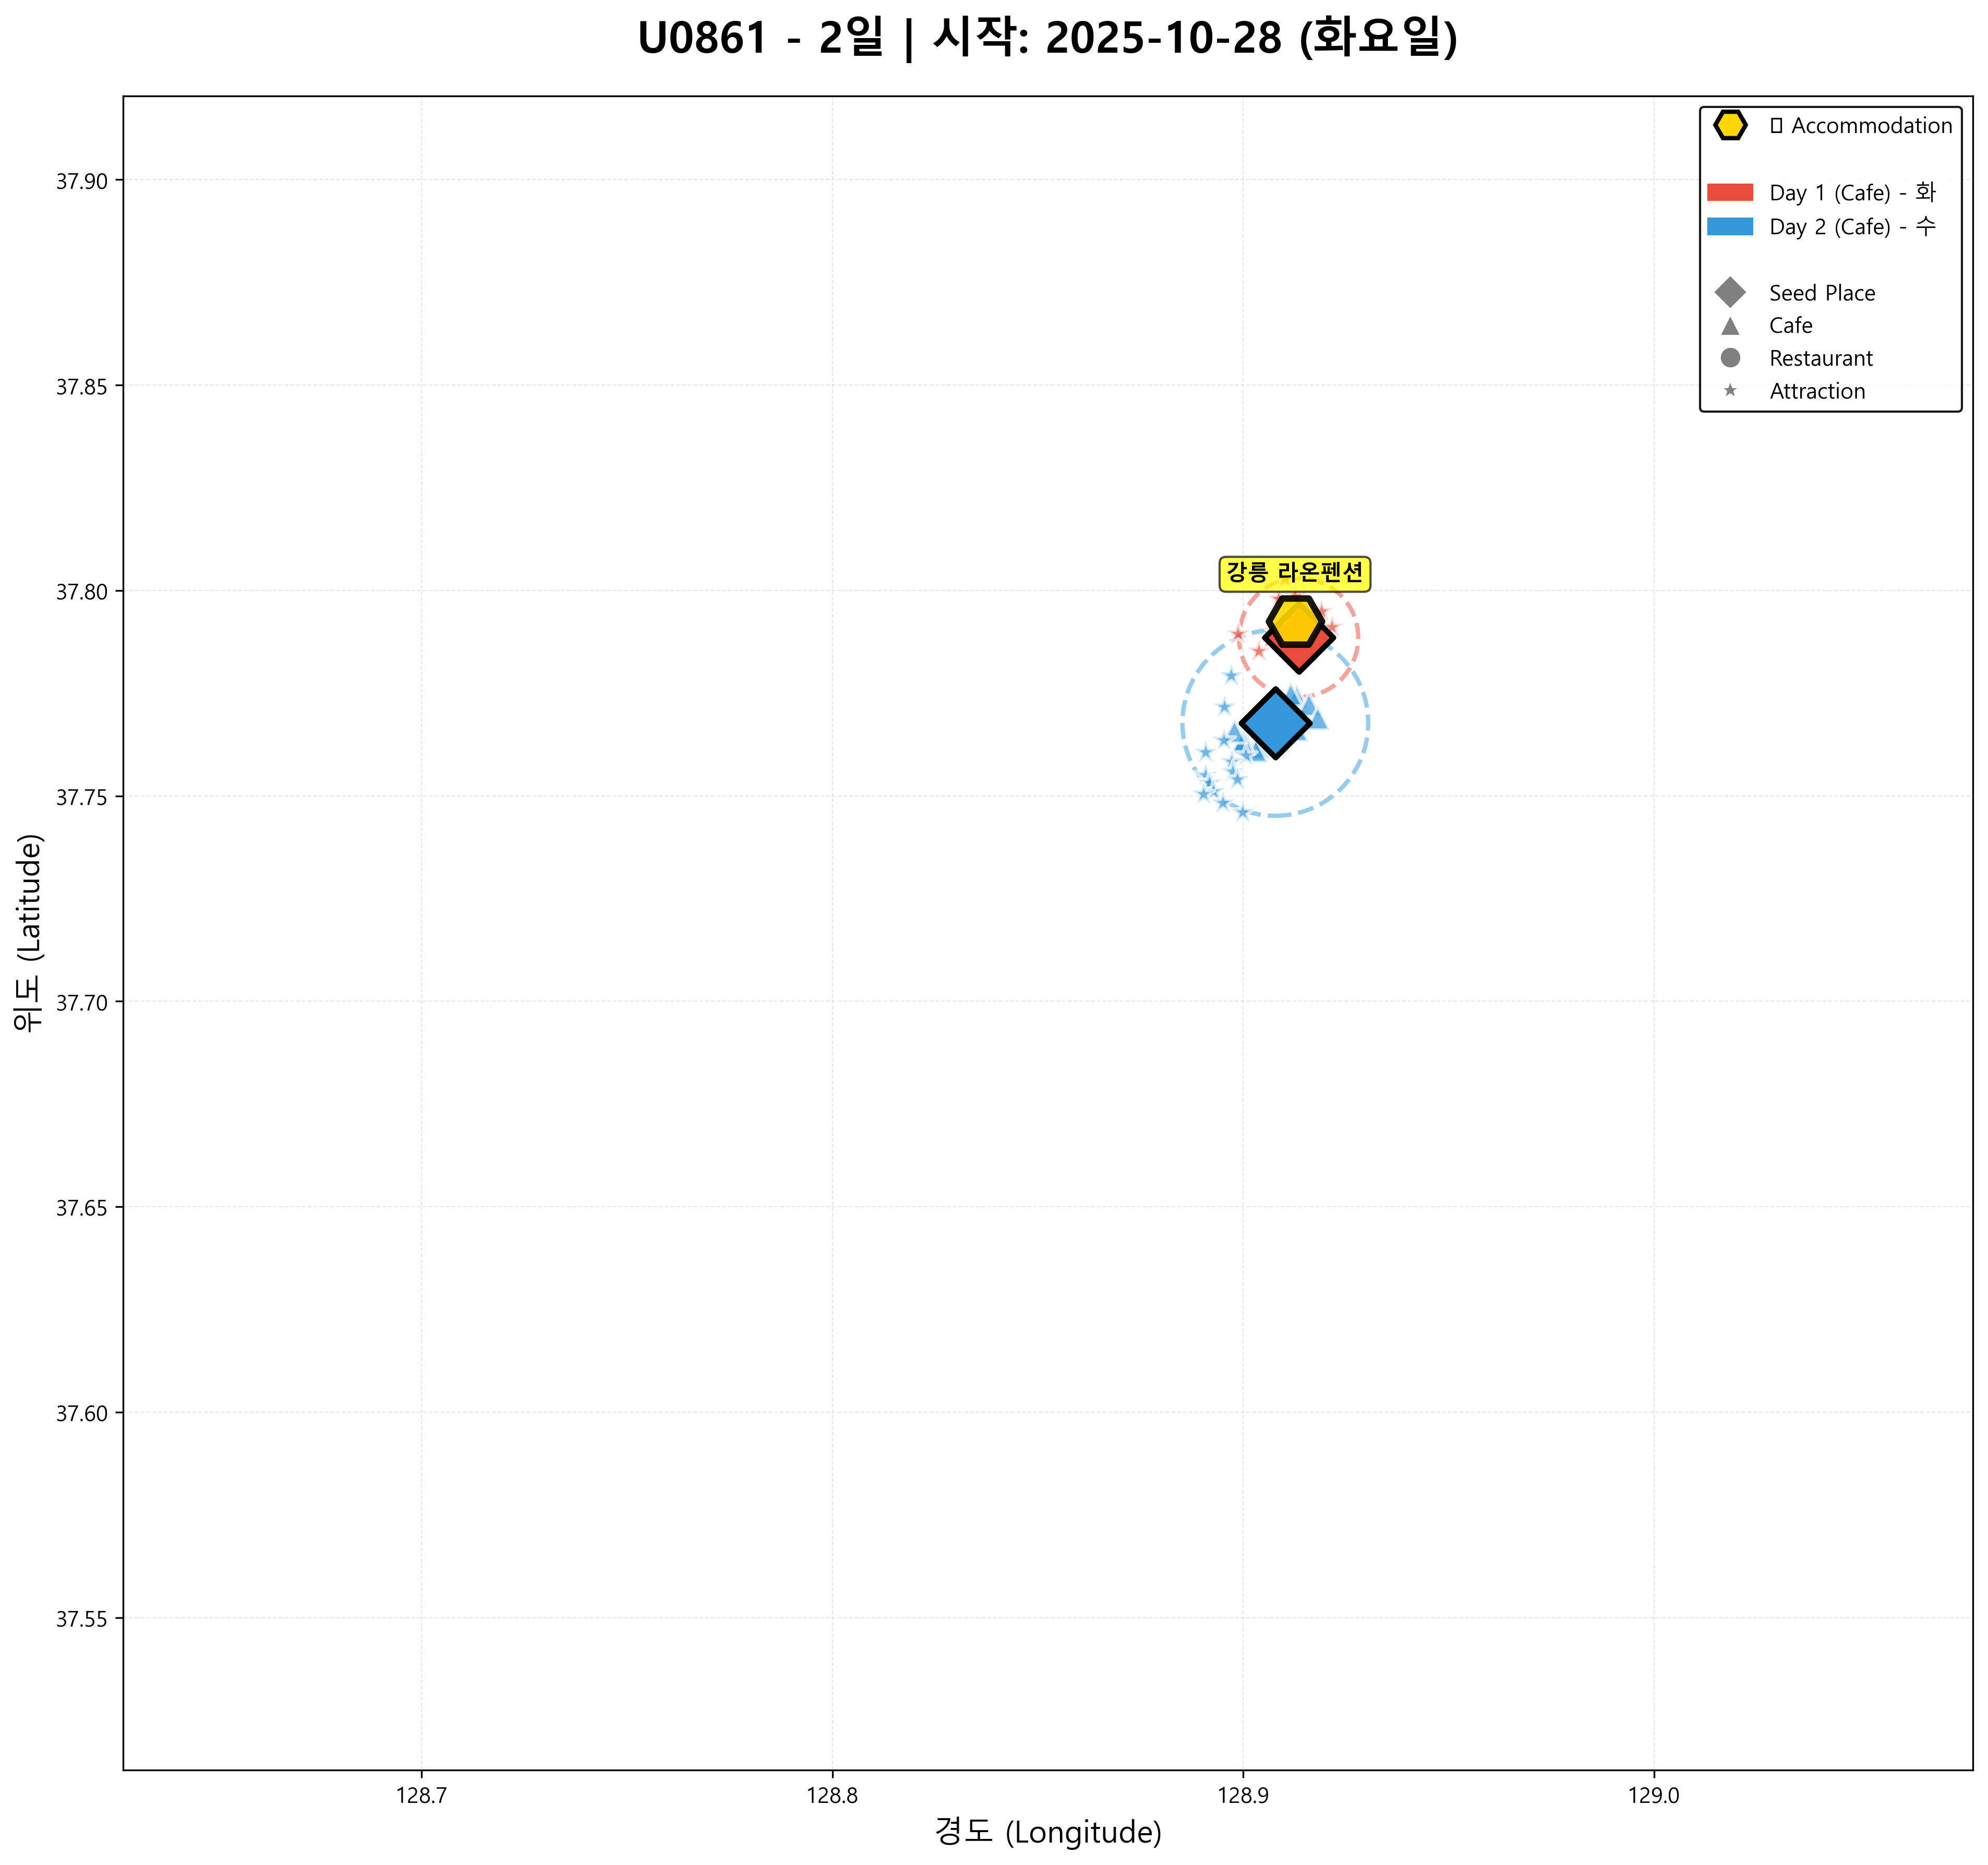 U0861 - 2일 | 시작: 2025-10-28 (화요일)
Accommodation
Day 1 (Cafe) - 화
Day 2 (Cafe) - 수
Seed Place
Cafe
Restaurant
Attraction
강릉 라온펜션
37.90
37.85
37.80
37.75
37.70
37.65
37.60
37.55
위도 (Latitude)
128.7
128.8
128.9
129.0
경도 (Longitude)